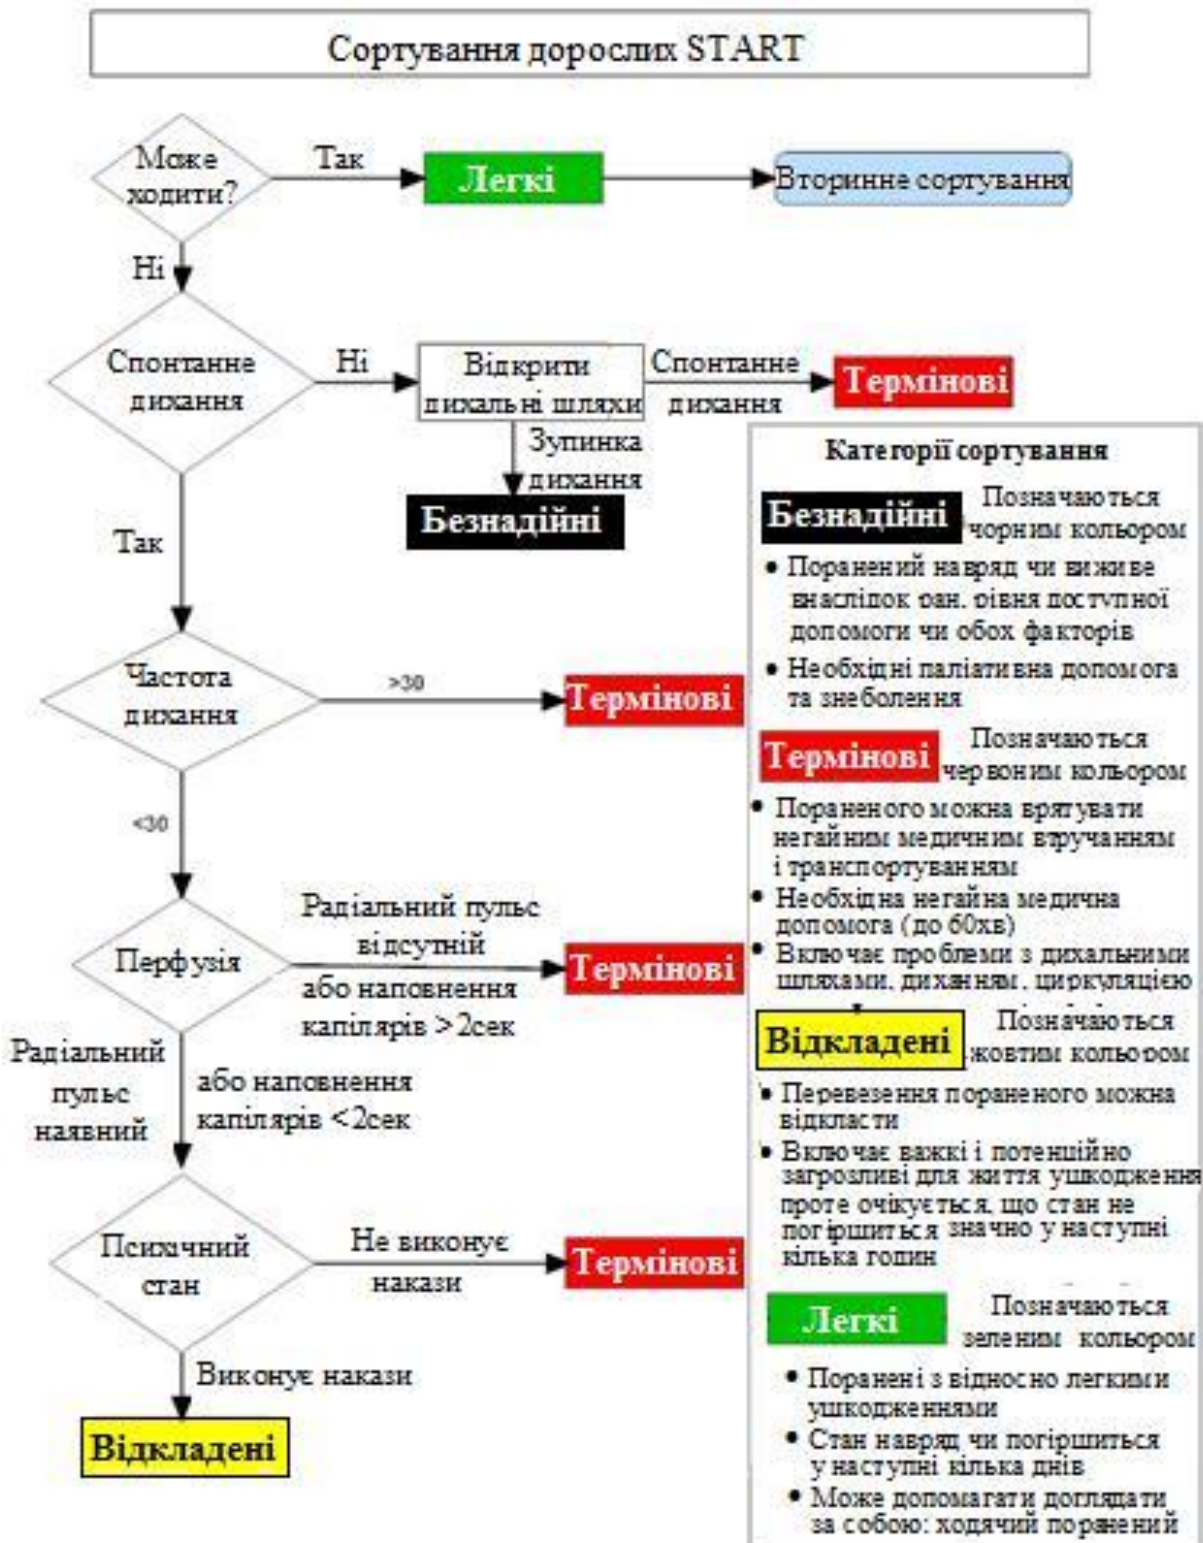 Сортування дорослих START
Може
ходити?
Так
Легкі
Вторинне сортування
Ні
Спонтанне
дихання
Ні
Відкрити
дихальні шляхи
Спонтанне
дихання
Термінові
Зупинка
дихання
Безнадійні
Так
Частота
дихання
>30
Термінові
<30
Перфузія
Радіальний пульс
відсутній
або наповнення
капілярів >2сек
Термінові
Радіальний
пульс
наявний
або наповнення
капілярів <2сек
Психічний
стан
Не виконує
накази
Термінові
Виконує накази
Відкладені
Категорії сортування
Безнадійні
Позначаються
чорним кольором
• Поранений навряд чи виживе
внаслідок ран, рівня доступної
допомоги чи обох факторів
• Необхідні паліативна допомога
та знеболення
Термінові
Позначаються
червоним кольором
• Пораненого можна врятувати
негайним медичним втручанням
і транспортуванням
• Необхідна негайна медична
допомога (до 60хв)
• Включає проблеми з дихальними
шляхами, диханням, циркуляцією
Відкладені
Позначаються
жовтим кольором
• Перевезення пораненого можна
відкласти
• Включає важкі і потенційно
загрозливі для життя ушкодження
проте очікується, що стан не
погіршиться значно у наступні
кілька годин
Легкі
Позначаються
зеленим кольором
• Поранені з відносно легкими
ушкодженнями
• Стан навряд чи погіршиться
у наступні кілька днів
• Може допомагати доглядати
за собою: ходячий поранений